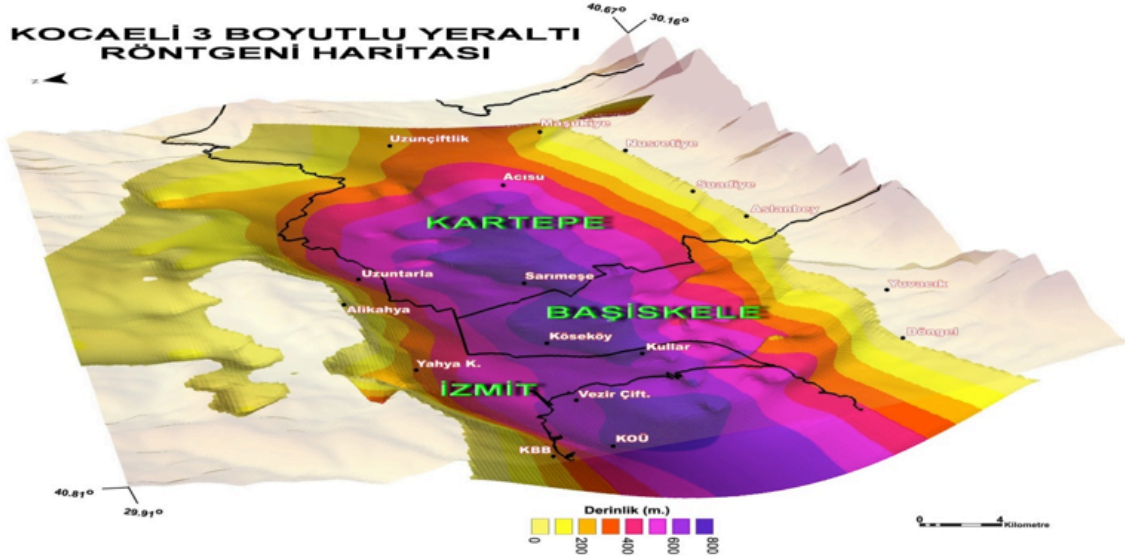 KOCAELİ 3 BOYUTLU YERALTI
RÖNTGENİ HARİTASI
40.67°
30.16°
N
Maşukiye
Uzunçiftlik
Nusretiye
Acısu
Suadiye
Aslanbey
KARTEPE
Uzuntarla
Sarımeşe
Yuvacık
Alikahya
BAŞİSKELE
Köseköy
Döngel
Kullar
Yahya K.
İZMİT
Vezir Çift.
KOÜ
KBB
40.81°
29.91°
Derinlik (m.)
0
200
400
600
800
0 4
Kilometre